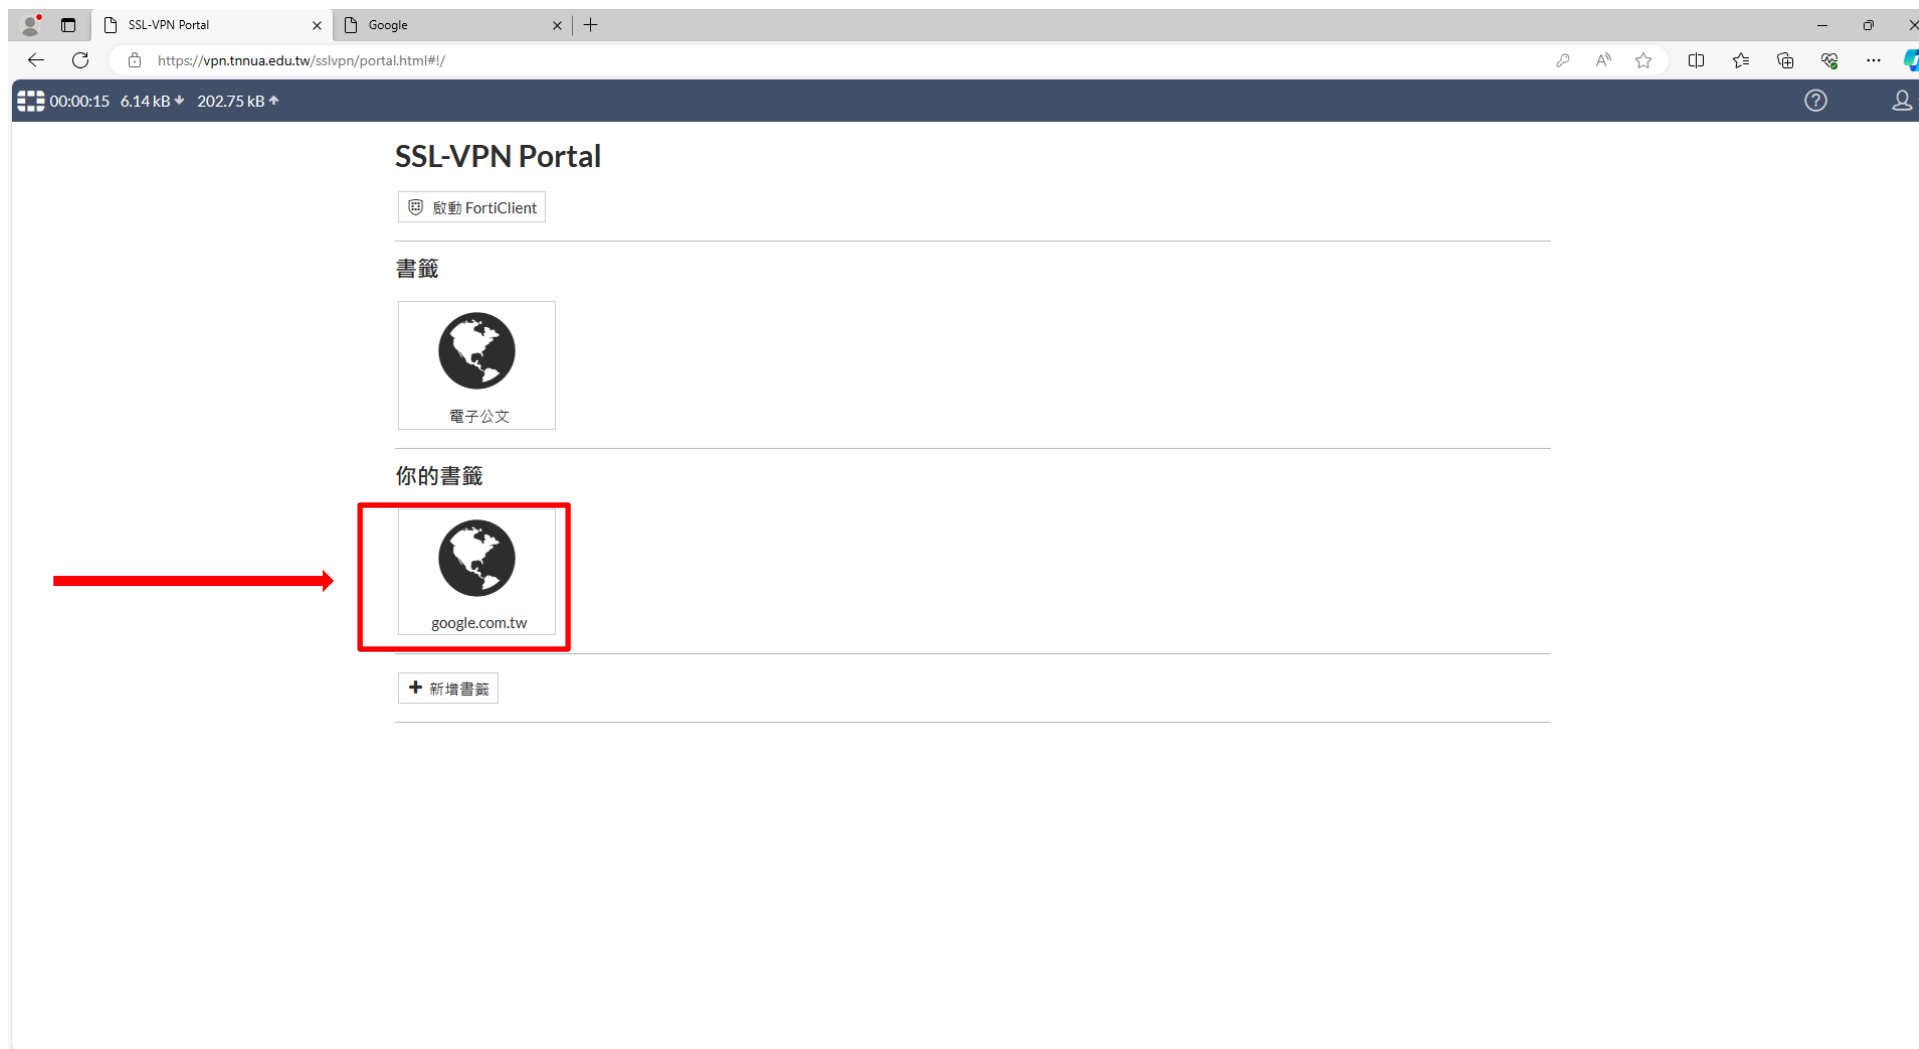 SSL-VPN Portal
Google
https://vpn.tnnua.edu.tw/sslvpn/portal.html#!/
00:00:15 6.14 kB 202.75 kB
SSL-VPN Portal
啟動 FortiClient
書籤
電子公文
你的書籤
google.com.tw
新增書籤